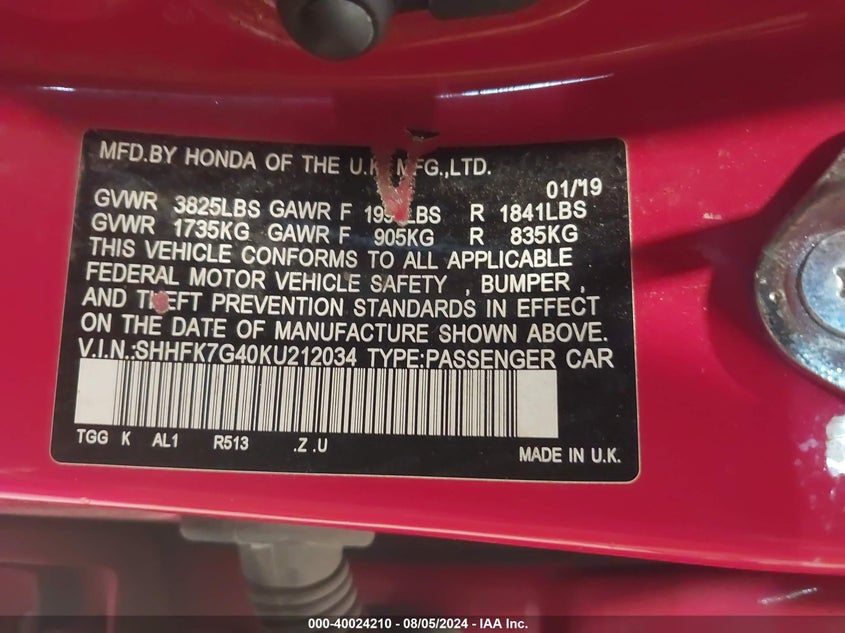 MFD.BY HONDA OF THE U.K. MFG.,LTD.
01/19
GVWR 3825LBS GAWR F LBS R 1841LBS
GVWR 1735KG GAWR F 905KG R 835KG
THIS VEHICLE CONFORMS TO ALL APPLICABLE
FEDERAL MOTOR VEHICLE SAFETY , BUMPER ,
AND THEFT PREVENTION STANDARDS IN EFFECT
ON THE DATE OF MANUFACTURE SHOWN ABOVE.
V.I.N.:SHHFK7G40KU212034 TYPE:PASSENGER CAR
TGG K AL1 R513 .Z .U
MADE IN U.K.
000-40024210 - 08/05/2024 - IAA Inc.